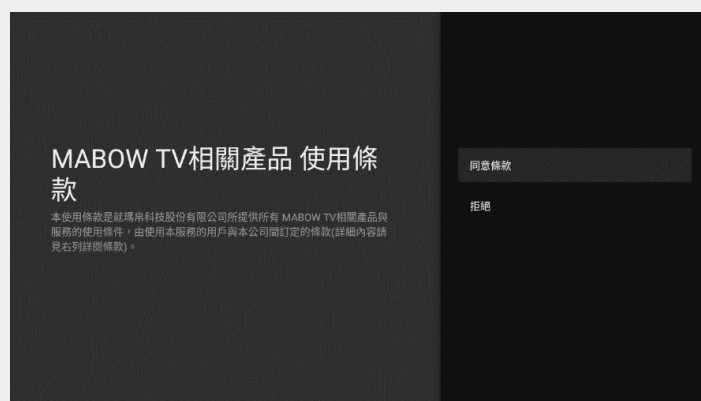 MABOW TV相關產品 使用條
款
本使用條款是就瑪帛科技股份有限公司所提供所有 MABOW TV相關產品與
服務的使用條件，由使用本服務的用戶與本公司間訂定的條款(詳細內容請
見右列詳閱條款)。
同意條款
拒絕